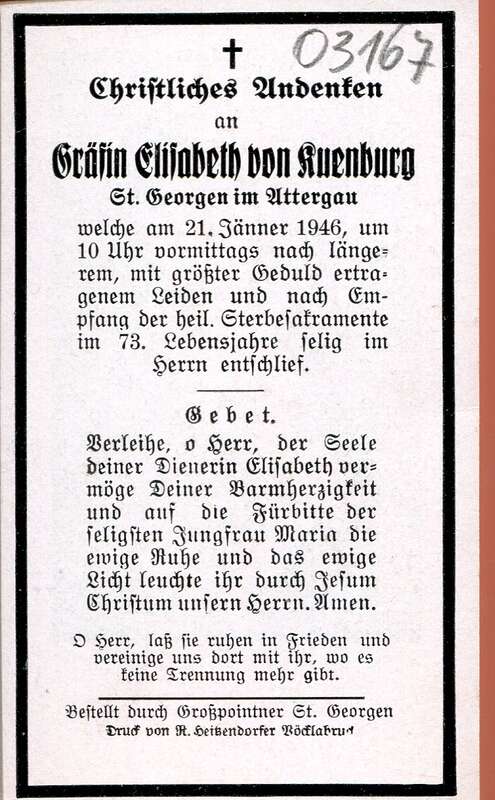 03167
Christliches Andenken
an
Gräfin Elisabeth von Kuenburg
St. Georgen im Attergau
welche am 21. Jänner 1946, um
10 Uhr vormittags nach länge=
rem, mit größter Geduld ertra=
genem Leiden und nach Em=
pfang der heil. Sterbesakramente
im 73. Lebensjahre selig im
Herrn entschlief.
Gebet.
Verleihe, o Herr, der Seele
deiner Dienerin Elisabeth ver=
möge Deiner Barmherzigkeit
und auf die Fürbitte der
seligsten Jungfrau Maria die
ewige Ruhe und das ewige
Licht leuchte ihr durch Jesum
Christum unsern Herrn. Amen.
O Herr, laß sie ruhen in Frieden und
vereinige uns dort mit ihr, wo es
keine Trennung mehr gibt.
Bestellt durch Großpointner St. Georgen
Druck von R. Heitzendorfer Vöcklabruck